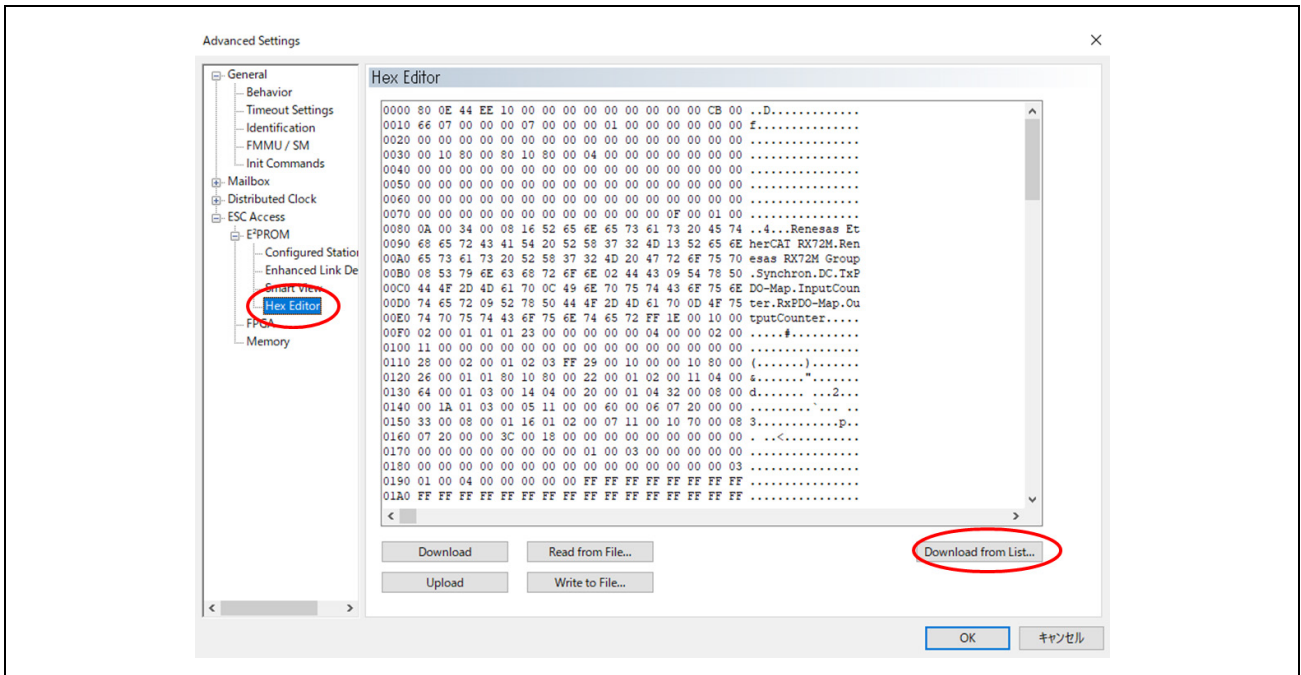 Advanced Settings
General
Behavior
Timeout Settings
Identification
FMMU / SM
Init Commands
Mailbox
Distributed Clock
ESC Access
E²PROM
Configured Station
Enhanced Link De
Smart View
Hex Editor
FPGA
Memory
Hex Editor
0000 80 0E 44 EE 10 00 00 00 00 00 00 00 00 00 CB 00 ..D.............
0010 66 07 00 00 00 07 00 00 00 01 00 00 00 00 00 00 f...............
0020 00 00 00 00 00 00 00 00 00 00 00 00 00 00 00 00 ................
0030 00 10 80 00 80 10 80 00 04 00 00 00 00 00 00 00 ................
0040 00 00 00 00 00 00 00 00 00 00 00 00 00 00 00 00 ................
0050 00 00 00 00 00 00 00 00 00 00 00 00 00 00 00 00 ................
0060 00 00 00 00 00 00 00 00 00 00 00 00 00 00 00 00 ................
0070 00 00 00 00 00 00 00 00 00 00 00 00 0F 00 01 00 ................
0080 0A 00 34 00 08 16 52 65 6E 65 73 61 73 20 45 74 ..4...Renesas Et
0090 68 65 72 43 41 54 20 52 58 37 32 4D 13 52 65 6E herCAT RX72M.Ren
00A0 65 73 61 73 20 52 58 37 32 4D 20 47 72 6F 75 70 esas RX72M Group
00B0 08 53 79 6E 63 68 72 6F 6E 02 44 43 09 54 78 50 .Synchron.DC.TxP
00C0 44 4F 2D 4D 61 70 0C 49 6E 70 75 74 43 6F 75 6E DO-Map.InputCoun
00D0 74 65 72 09 52 78 50 44 4F 2D 4D 61 70 0D 4F 75 ter.RxPDO-Map.Ou
00E0 74 70 75 74 43 6F 75 6E 74 65 72 FF 1E 00 10 00 tputCounter.....
00F0 02 00 01 01 01 23 00 00 00 00 00 04 00 00 02 00 .....#..........
0100 11 00 00 00 00 00 00 00 00 00 00 00 00 00 00 00 ................
0110 28 00 02 00 01 02 03 FF 29 00 10 00 00 10 80 00 (.......).......
0120 26 00 01 01 80 10 80 00 22 00 01 02 00 11 04 00 &.......".......
0130 64 00 01 03 00 14 04 00 20 00 01 04 32 00 08 00 d....... ...2...
0140 00 1A 01 03 00 05 11 00 00 60 00 06 07 20 00 00 .........`... ..
0150 33 00 08 00 01 16 01 02 00 07 11 00 10 70 00 08 3............p..
0160 07 20 00 00 3C 00 18 00 00 00 00 00 00 00 00 00 . ..<...........
0170 00 00 00 00 00 00 00 00 01 00 03 00 00 00 00 00 ................
0180 00 00 00 00 00 00 00 00 00 00 00 00 00 00 00 03 ................
0190 01 00 04 00 00 00 00 00 FF FF FF FF FF FF FF FF ................
01A0 FF FF FF FF FF FF FF FF FF FF FF FF FF FF FF FF ................
Download
Read from File...
Download from List...
Upload
Write to File...
OK
キャンセル